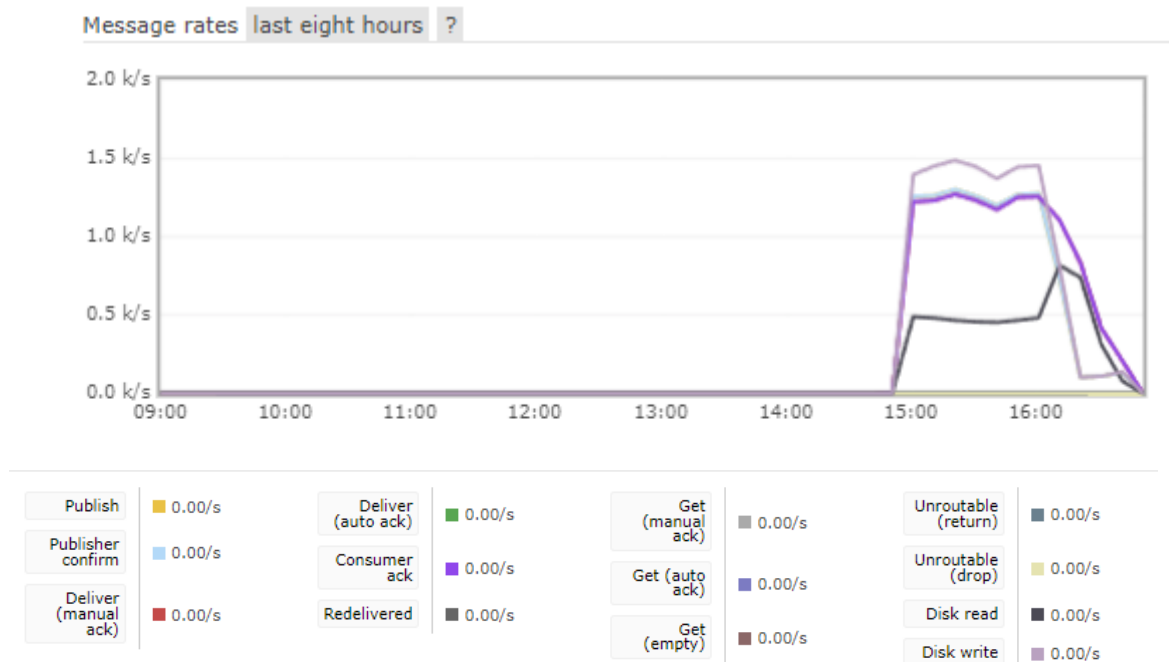 Message rates last eight hours ?
2.0 k/s
1.5 k/s
1.0 k/s
0.5 k/s
0.0 k/s
09:00 10:00 11:00 12:00 13:00 14:00 15:00 16:00
Publish 0.00/s
Publisher
confirm 0.00/s
Deliver
(manual
ack) 0.00/s
Deliver
(auto ack) 0.00/s
Consumer
ack 0.00/s
Redelivered 0.00/s
Get
(manual
ack) 0.00/s
Get (auto
ack) 0.00/s
Get
(empty) 0.00/s
Unroutable
(return) 0.00/s
Unroutable
(drop) 0.00/s
Disk read 0.00/s
Disk write 0.00/s